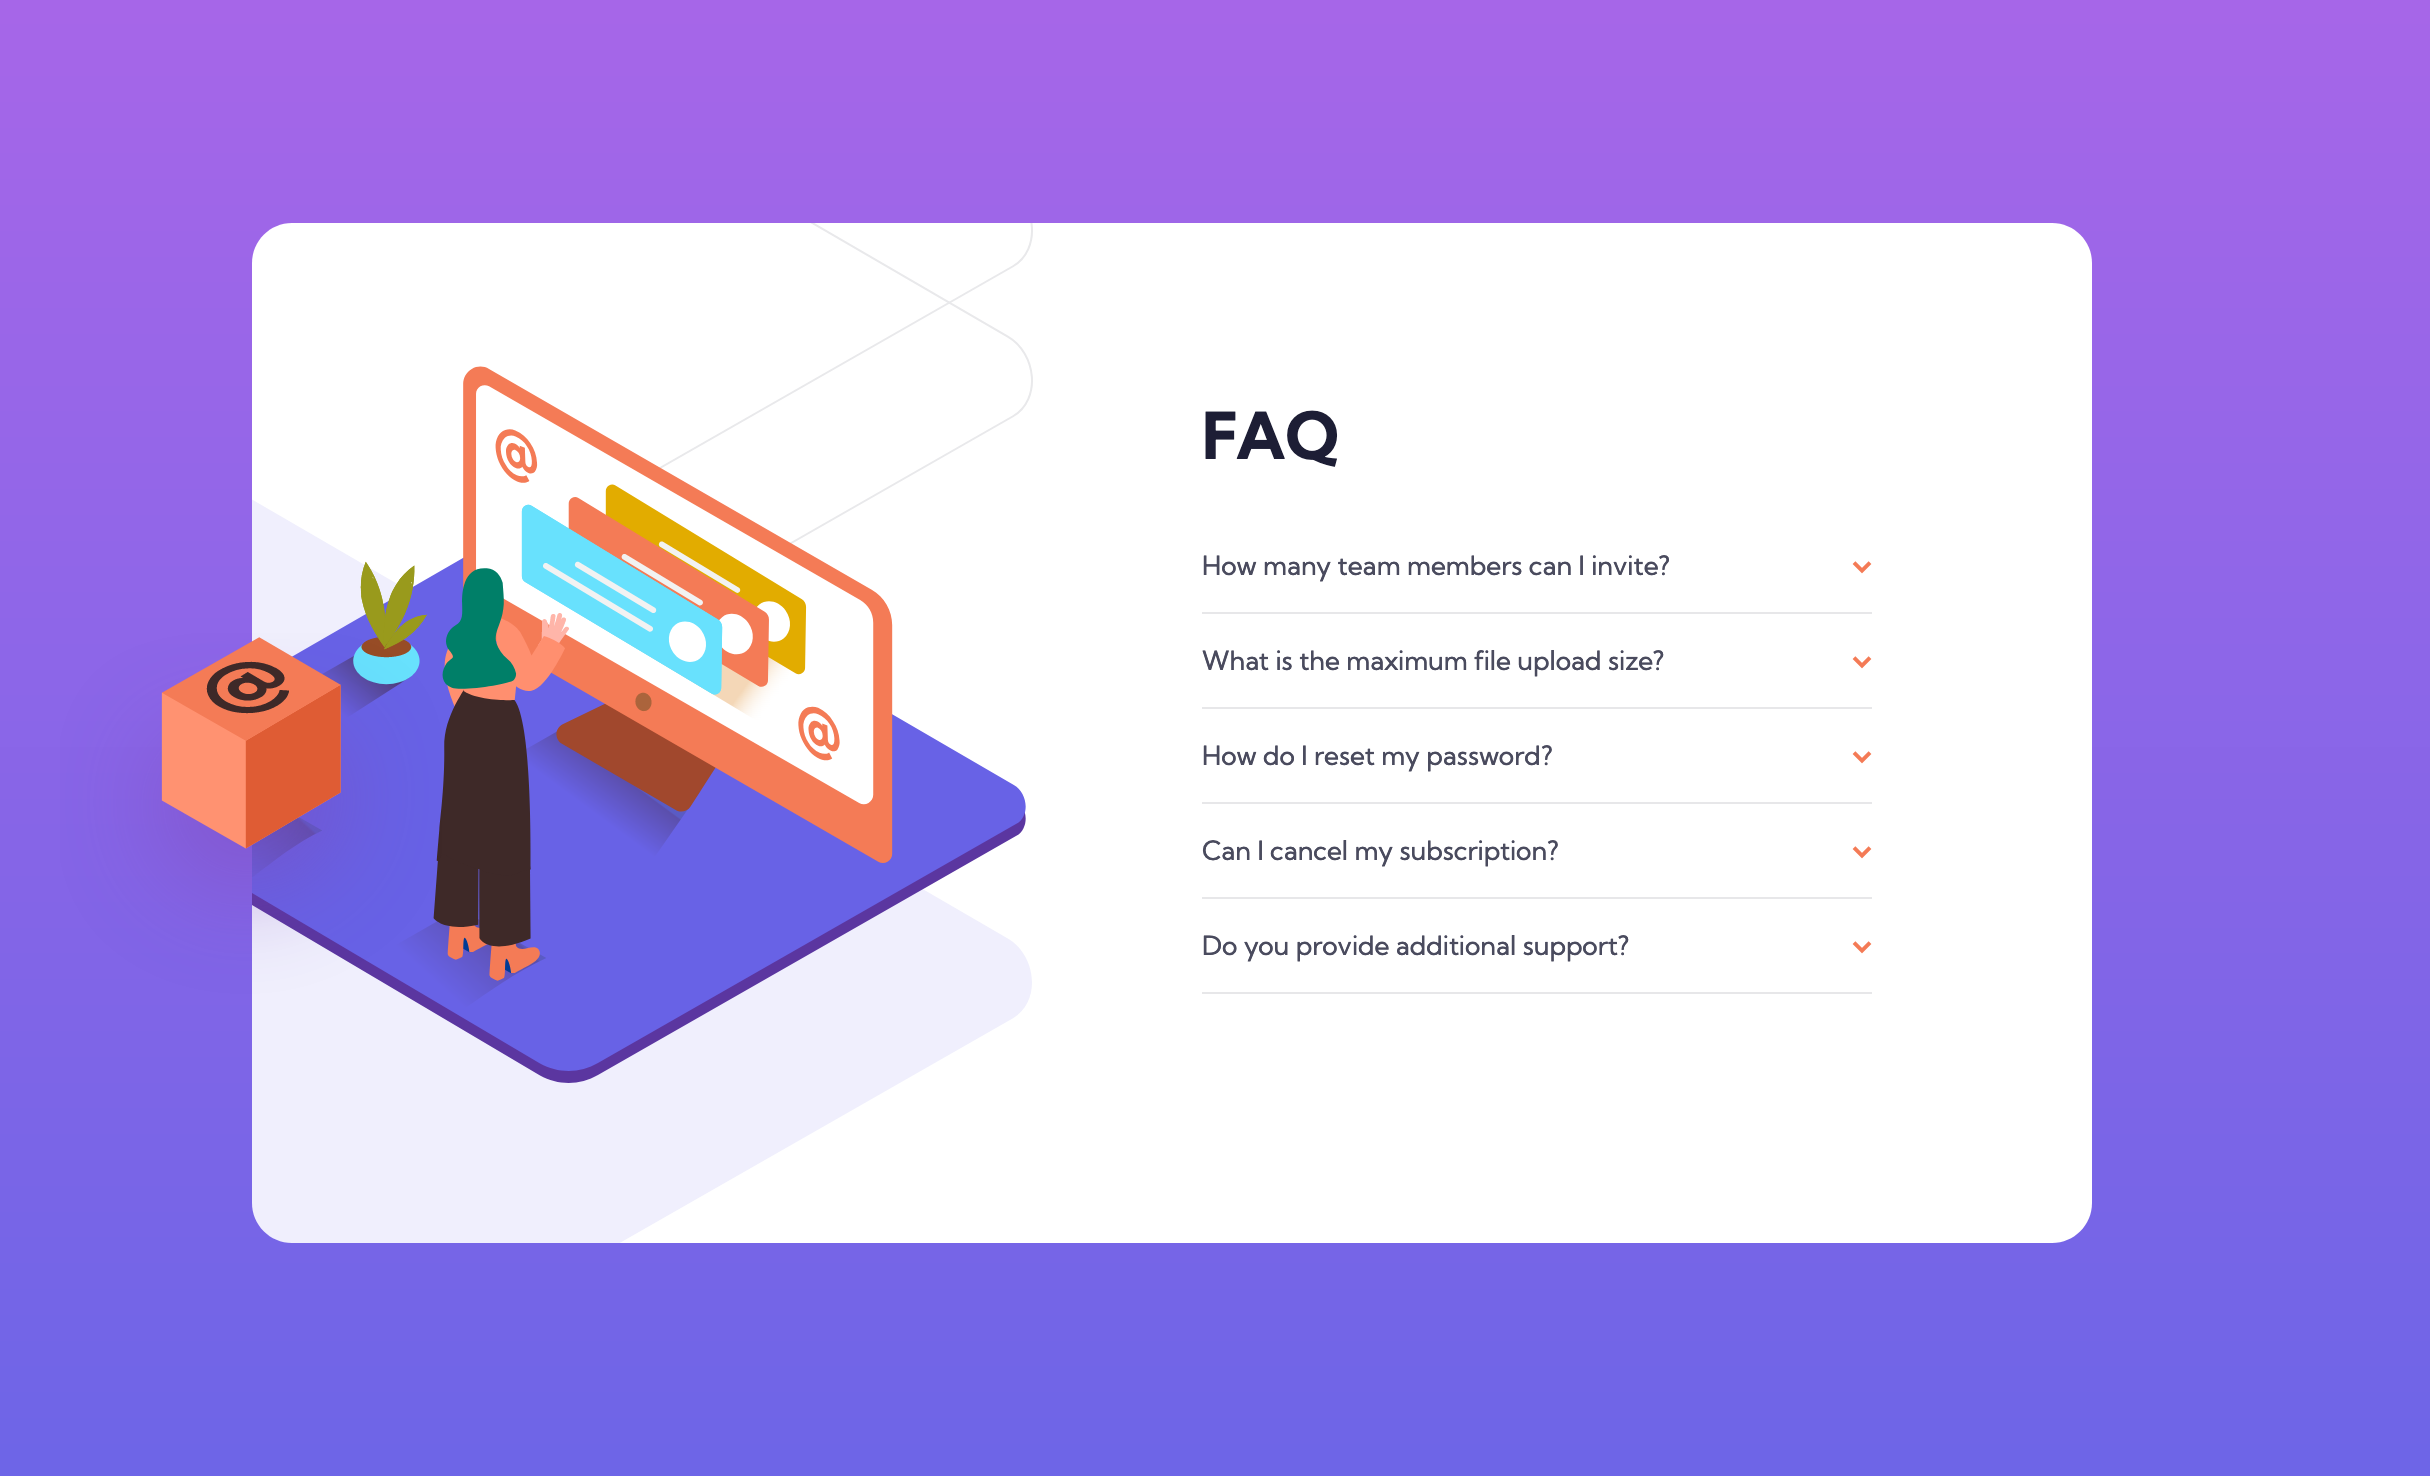 @
@
@
FAQ
How many team members can I invite?
What is the maximum file upload size?
How do I reset my password?
Can I cancel my subscription?
Do you provide additional support?